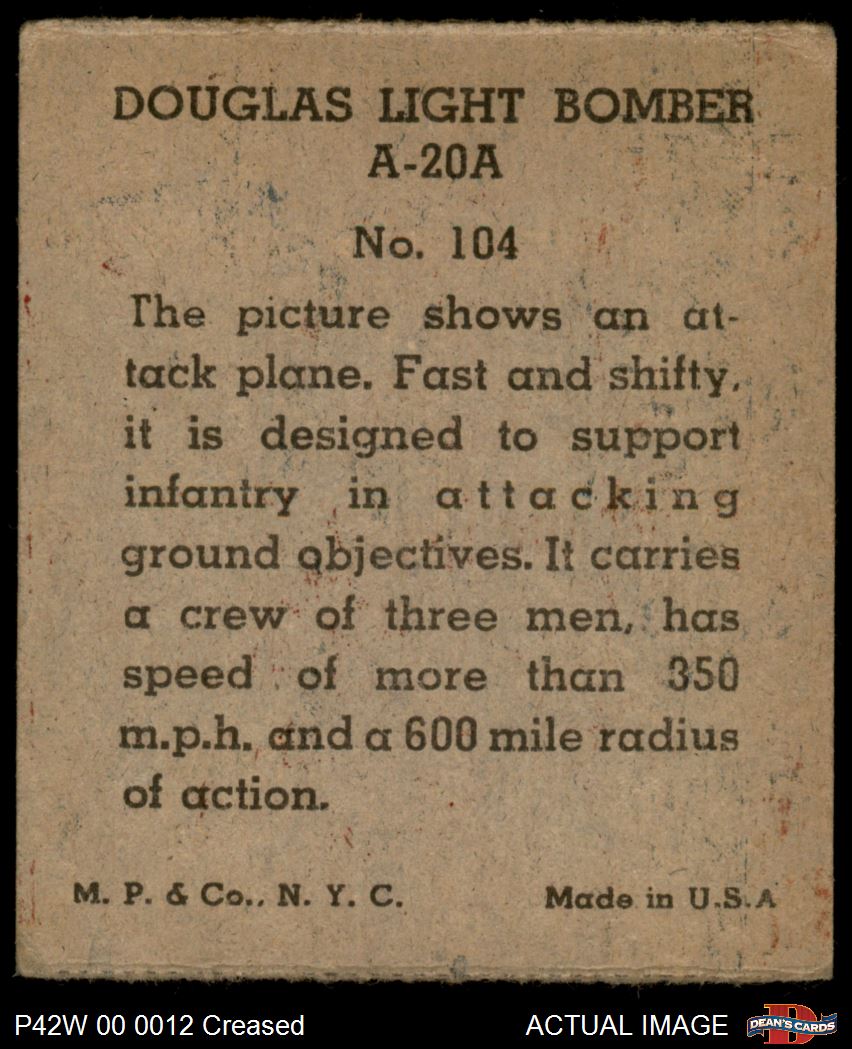 DOUGLAS LIGHT BOMBER
A-20A
No. 104
The picture shows an at-
tack plane. Fast and shifty,
it is designed to support
infantry in attacking
ground objectives. It carries
a crew of three men, has
speed of more than 350
m.p.h. and a 600 mile radius
of action.
M. P. & Co., N. Y. C. Made in U.S.A
P42W 00 0012 Creased ACTUAL IMAGE DEAN'S CARDS